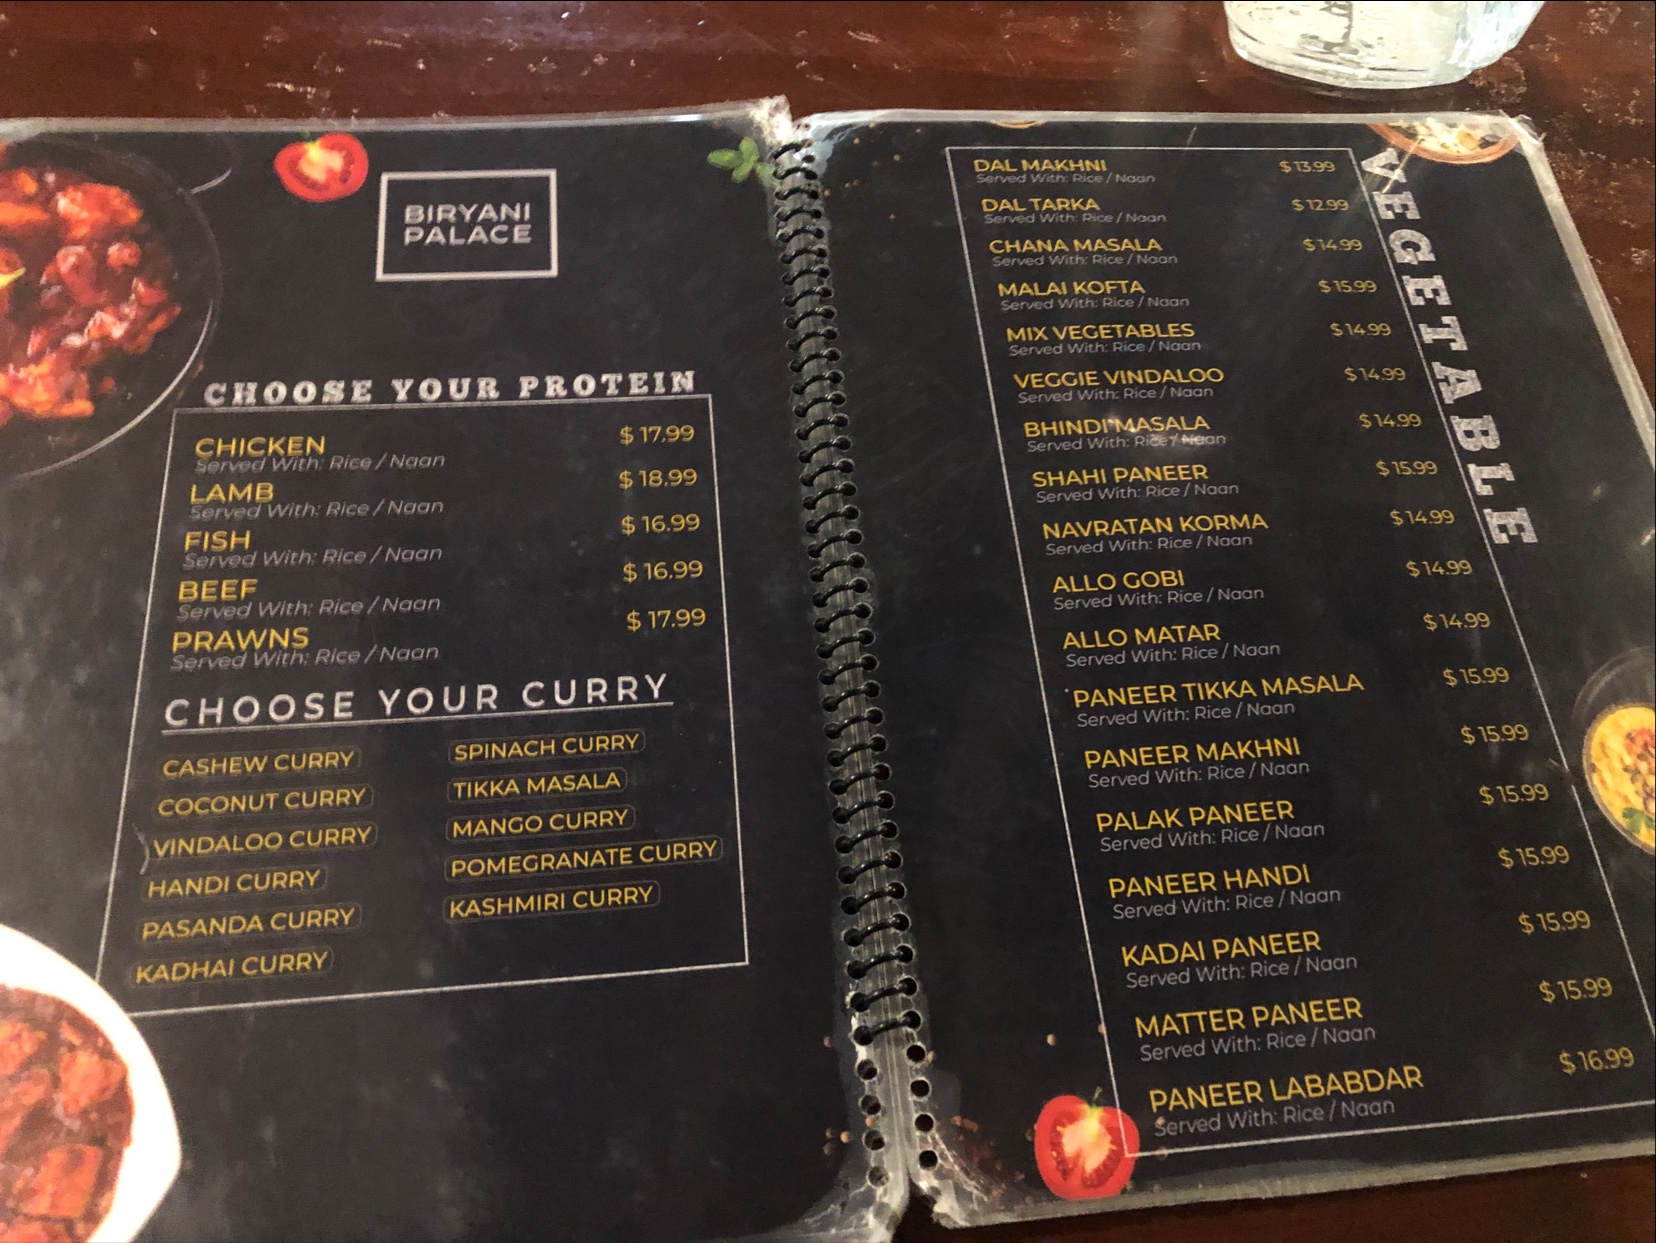 BIRYANI
PALACE
CHOOSE YOUR PROTEIN
CHICKEN $ 17.99
Served With: Rice / Naan
LAMB $ 18.99
Served With: Rice / Naan
FISH $ 16.99
Served With: Rice / Naan
BEEF $ 16.99
Served With: Rice / Naan
PRAWNS $ 17.99
Served With: Rice / Naan
CHOOSE YOUR CURRY
CASHEW CURRY
COCONUT CURRY
VINDALOO CURRY
HANDI CURRY
PASANDA CURRY
KADHAI CURRY
SPINACH CURRY
TIKKA MASALA
MANGO CURRY
POMEGRANATE CURRY
KASHMIRI CURRY
VEGETABLE
DAL MAKHNI $ 13.99
Served With: Rice / Naan
DAL TARKA $ 12.99
Served With: Rice / Naan
CHANA MASALA $ 14.99
Served With: Rice / Naan
MALAI KOFTA $ 15.99
Served With: Rice / Naan
MIX VEGETABLES $ 14.99
Served With: Rice / Naan
VEGGIE VINDALOO $ 14.99
Served With: Rice / Naan
BHINDI MASALA $ 14.99
Served With: Rice / Naan
SHAHI PANEER $ 15.99
Served With: Rice / Naan
NAVRATAN KORMA $ 14.99
Served With: Rice / Naan
ALLO GOBI $ 14.99
Served With: Rice / Naan
ALLO MATAR $ 14.99
Served With: Rice / Naan
PANEER TIKKA MASALA $ 15.99
Served With: Rice / Naan
PANEER MAKHNI $ 15.99
Served With: Rice / Naan
PALAK PANEER $ 15.99
Served With: Rice / Naan
PANEER HANDI $ 15.99
Served With: Rice / Naan
KADAI PANEER $ 15.99
Served With: Rice / Naan
MATTER PANEER $ 15.99
Served With: Rice / Naan
PANEER LABABDAR $ 16.99
Served With: Rice / Naan